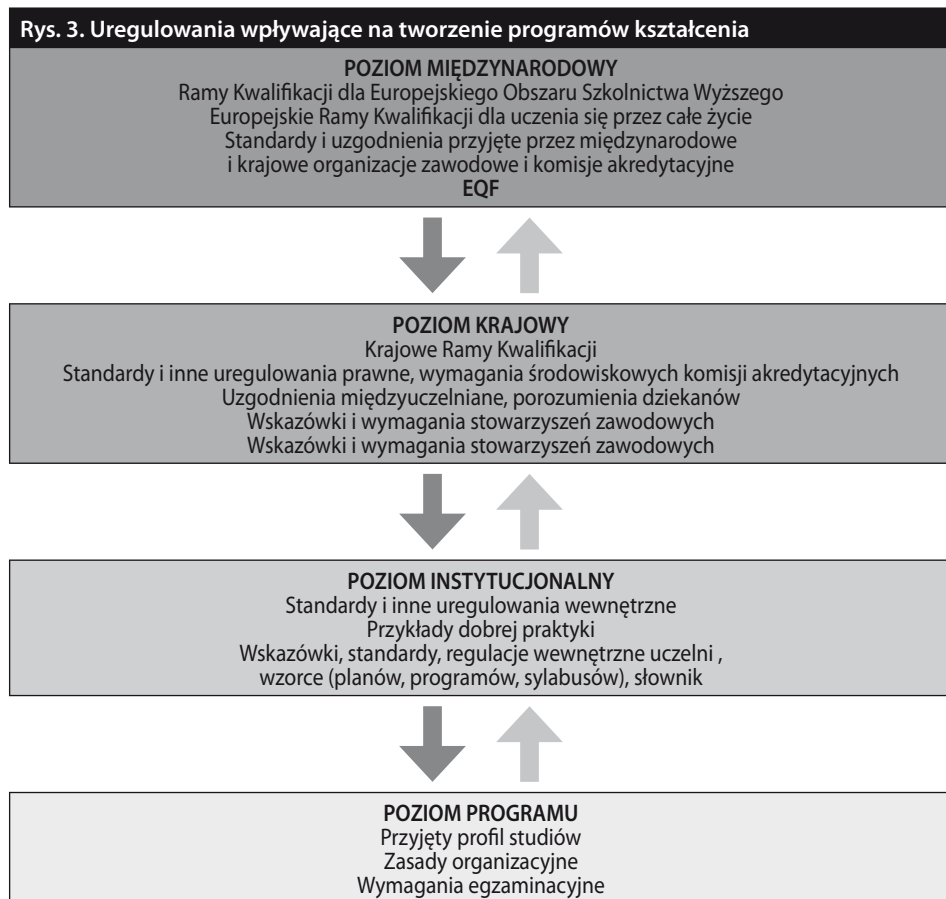 Rys. 3. Uregulowania wpływające na tworzenie programów kształcenia
POZIOM MIĘDZYNARODOWY
Ramy Kwalifikacji dla Europejskiego Obszaru Szkolnictwa Wyższego
Europejskie Ramy Kwalifikacji dla uczenia się przez całe życie
Standardy i uzgodnienia przyjęte przez międzynarodowe
i krajowe organizacje zawodowe i komisje akredytacyjne
EQF
POZIOM KRAJOWY
Krajowe Ramy Kwalifikacji
Standardy i inne uregulowania prawne, wymagania środowiskowych komisji akredytacyjnych
Uzgodnienia międzyuczelniane, porozumienia dziekanów
Wskazówki i wymagania stowarzyszeń zawodowych
Wskazówki i wymagania stowarzyszeń zawodowych
POZIOM INSTYTUCJONALNY
Standardy i inne uregulowania wewnętrzne
Przykłady dobrej praktyki
Wskazówki, standardy, regulacje wewnętrzne uczelni ,
wzorce (planów, programów, sylabusów), słownik
POZIOM PROGRAMU
Przyjęty profil studiów
Zasady organizacyjne
Wymagania egzaminacyjne